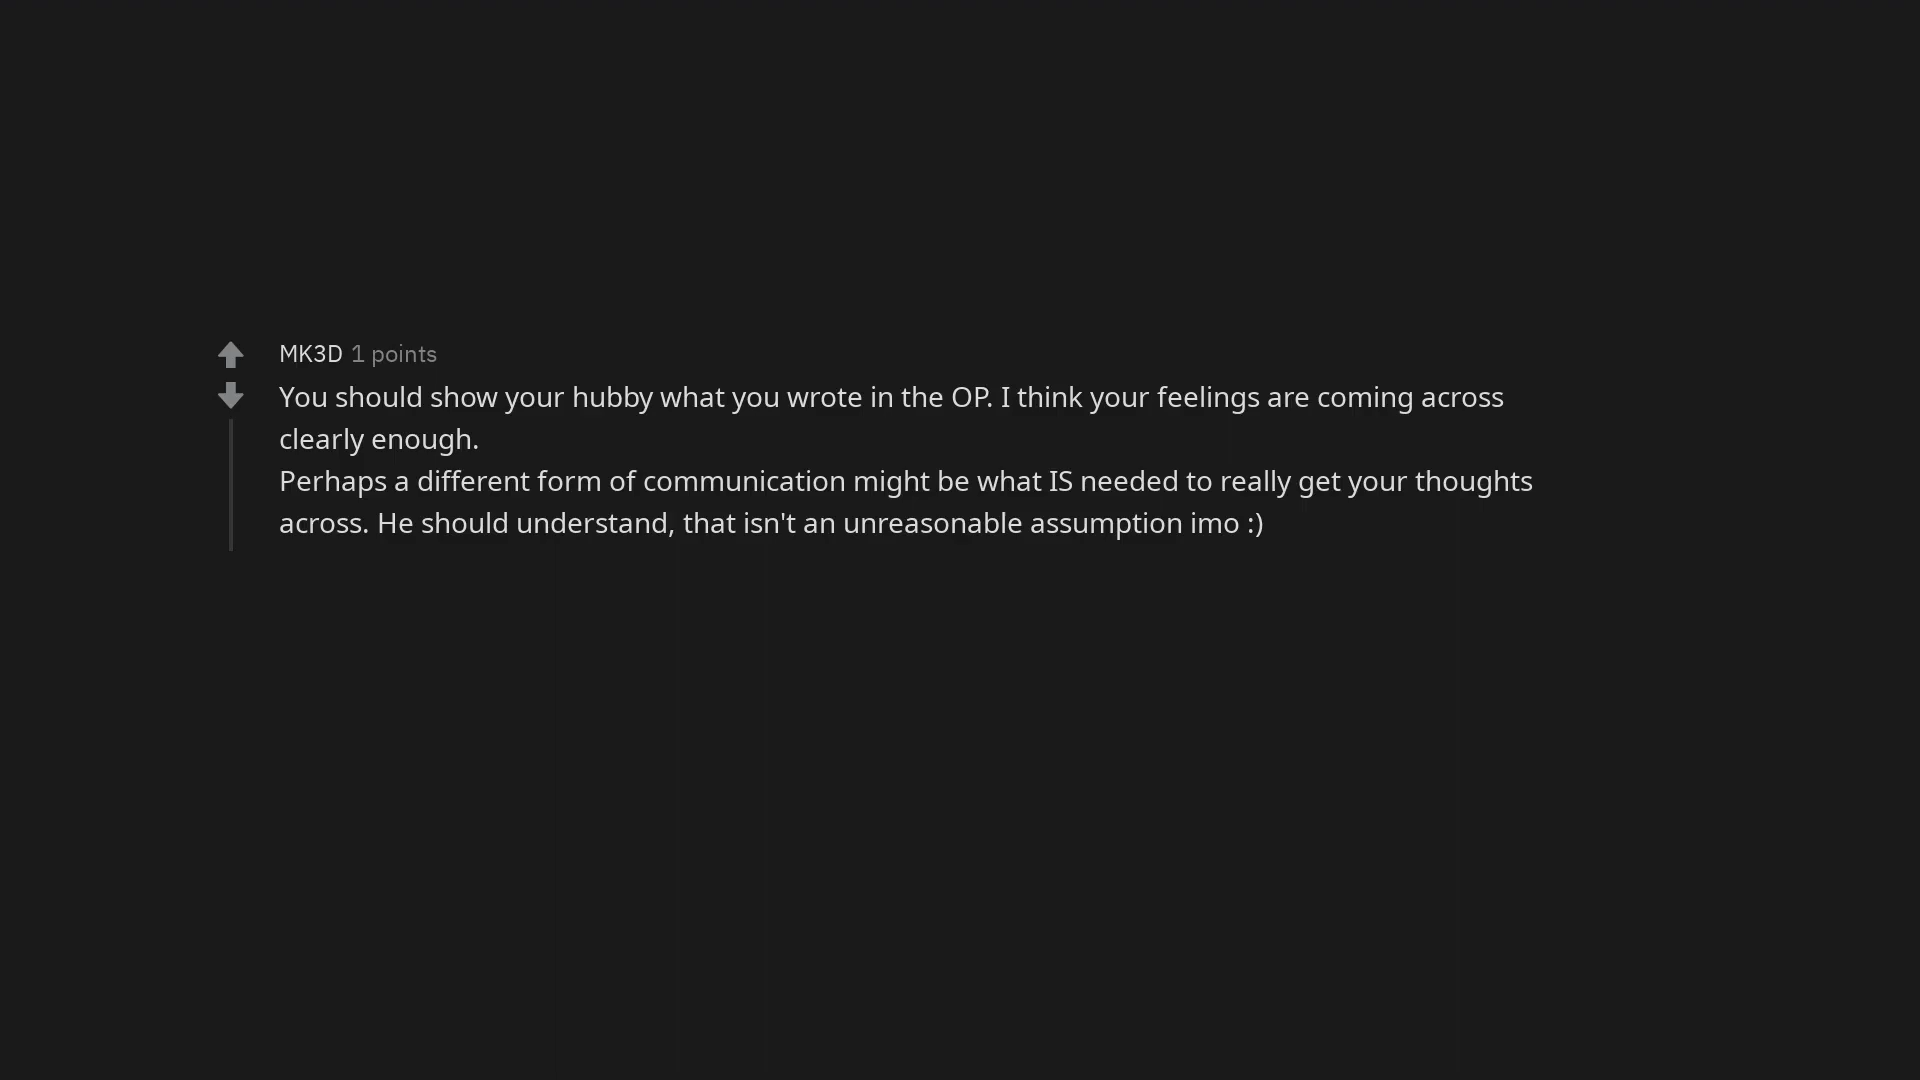 MK3D 1 points
You should show your hubby what you wrote in the OP. I think your feelings are coming across
clearly enough.
Perhaps a different form of communication might be what IS needed to really get your thoughts
across. He should understand, that isn't an unreasonable assumption imo :)